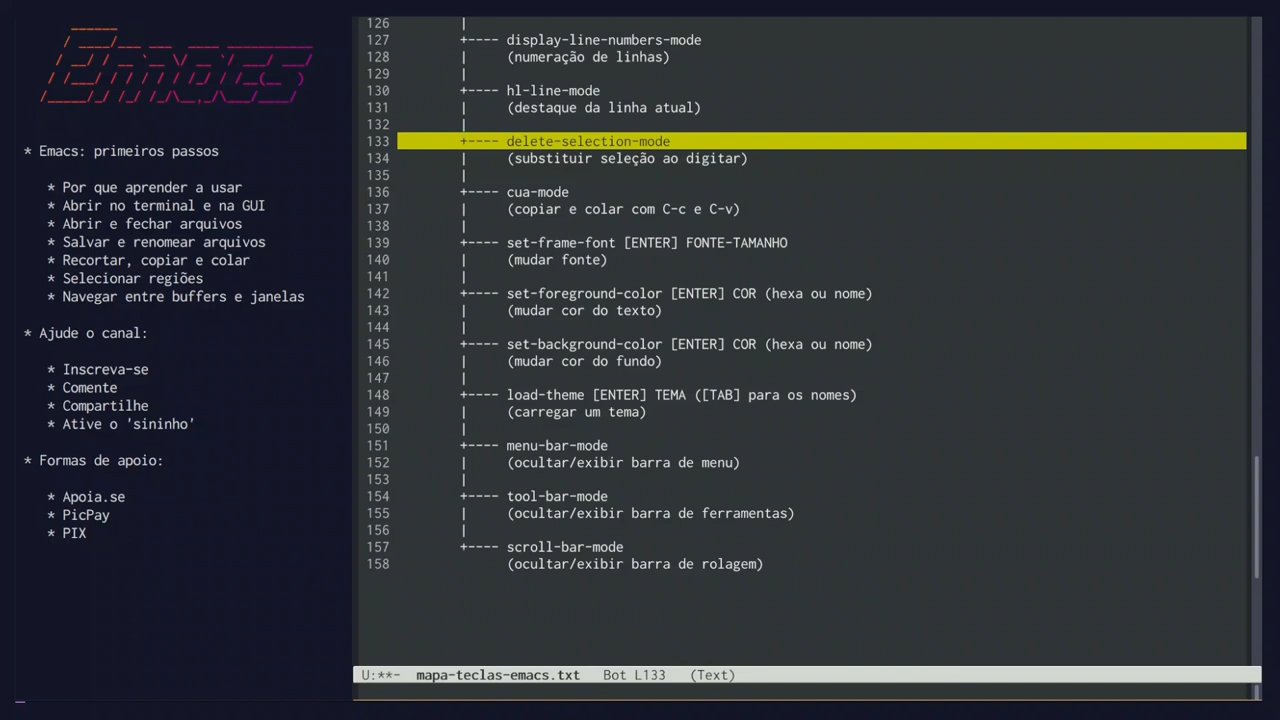 Emacs
* Emacs: primeiros passos
* Por que aprender a usar
* Abrir no terminal e na GUI
* Abrir e fechar arquivos
* Salvar e renomear arquivos
* Recortar, copiar e colar
* Selecionar regiões
* Navegar entre buffers e janelas
* Ajude o canal:
* Inscreva-se
* Comente
* Compartilhe
* Ative o 'sininho'
* Formas de apoio:
* Apoia.se
* PicPay
* PIX
126 |
127 +---- display-line-numbers-mode
128 | (numeração de linhas)
129 |
130 +---- hl-line-mode
131 | (destaque da linha atual)
132 |
133 +---- delete-selection-mode
134 | (substituir seleção ao digitar)
135 |
136 +---- cua-mode
137 | (copiar e colar com C-c e C-v)
138 |
139 +---- set-frame-font [ENTER] FONTE-TAMANHO
140 | (mudar fonte)
141 |
142 +---- set-foreground-color [ENTER] COR (hexa ou nome)
143 | (mudar cor do texto)
144 |
145 +---- set-background-color [ENTER] COR (hexa ou nome)
146 | (mudar cor do fundo)
147 |
148 +---- load-theme [ENTER] TEMA ([TAB] para os nomes)
149 | (carregar um tema)
150 |
151 +---- menu-bar-mode
152 | (ocultar/exibir barra de menu)
153 |
154 +---- tool-bar-mode
155 | (ocultar/exibir barra de ferramentas)
156 |
157 +---- scroll-bar-mode
158 (ocultar/exibir barra de rolagem)
U:**- mapa-teclas-emacs.txt Bot L133 (Text)